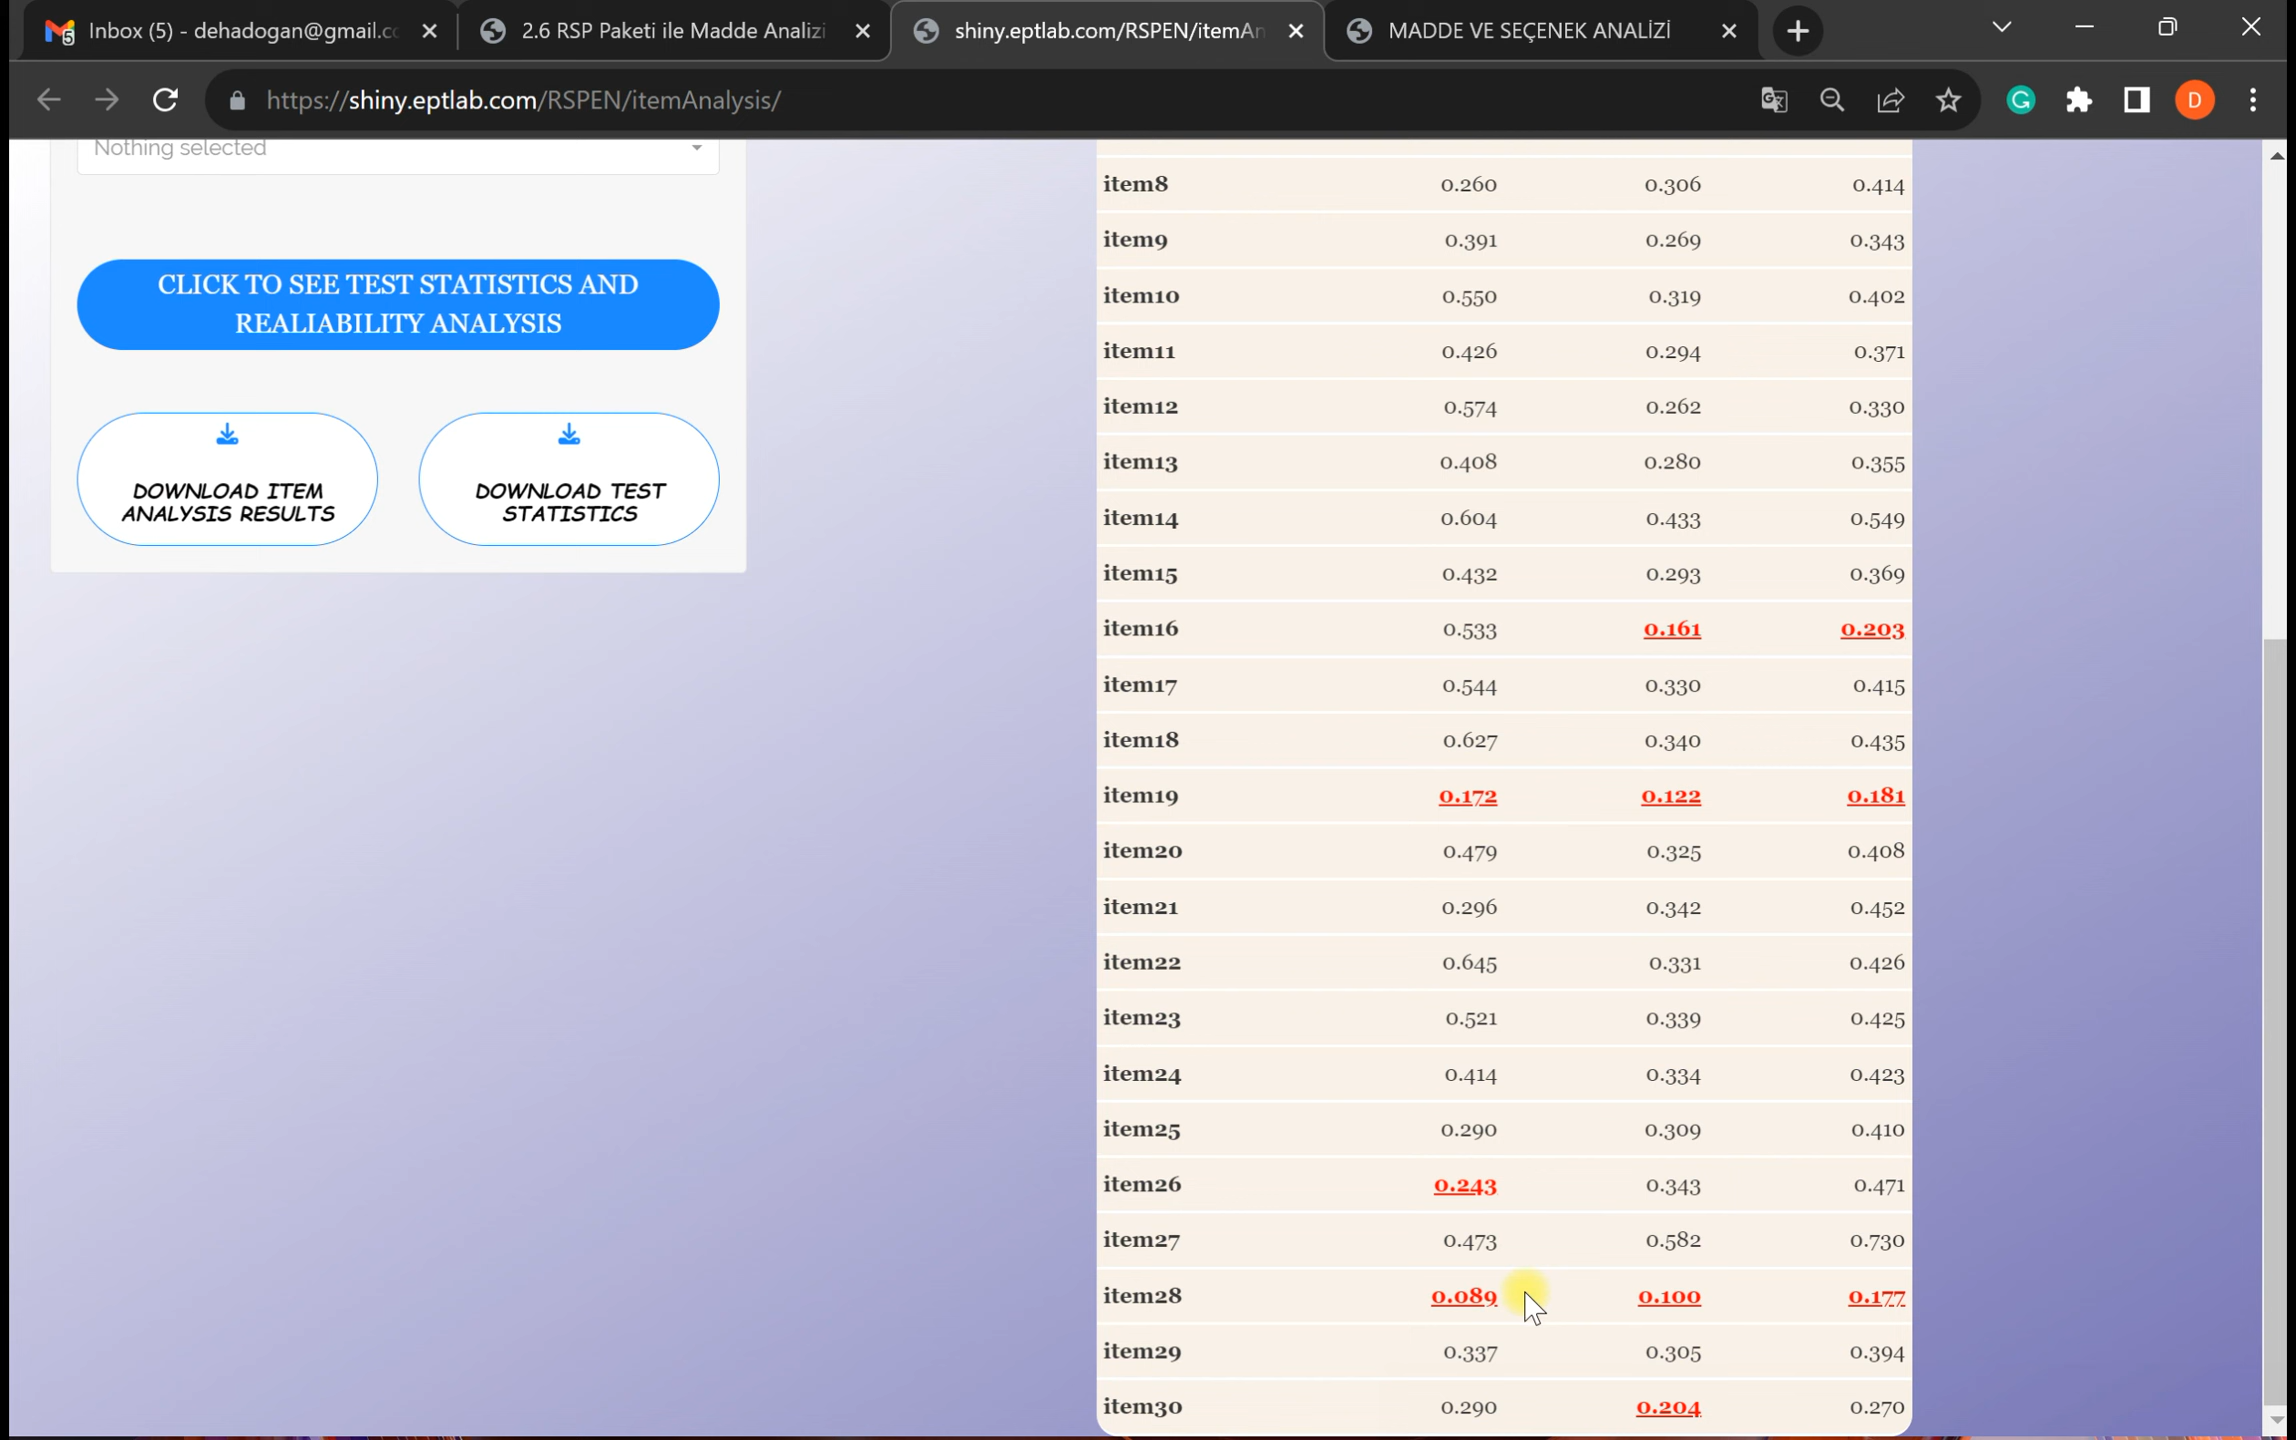 Inbox (5) - dehadogan@gmail.co
2.6 RSP Paketi ile Madde Analizi
shiny.eptlab.com/RSPEN/itemAn
MADDE VE SEÇENEK ANALİZİ
https://shiny.eptlab.com/RSPEN/itemAnalysis/
D
Nothing selected
CLICK TO SEE TEST STATISTICS AND
REALIABILITY ANALYSIS
DOWNLOAD ITEM
ANALYSIS RESULTS
DOWNLOAD TEST
STATISTICS
item8 0.260 0.306 0.414
item9 0.391 0.269 0.343
item10 0.550 0.319 0.402
item11 0.426 0.294 0.371
item12 0.574 0.262 0.330
item13 0.408 0.280 0.355
item14 0.604 0.433 0.549
item15 0.432 0.293 0.369
item16 0.533 0.161 0.203
item17 0.544 0.330 0.415
item18 0.627 0.340 0.435
item19 0.172 0.122 0.181
item20 0.479 0.325 0.408
item21 0.296 0.342 0.452
item22 0.645 0.331 0.426
item23 0.521 0.339 0.425
item24 0.414 0.334 0.423
item25 0.290 0.309 0.410
item26 0.243 0.343 0.471
item27 0.473 0.582 0.730
item28 0.089 0.100 0.177
item29 0.337 0.305 0.394
item30 0.290 0.204 0.270